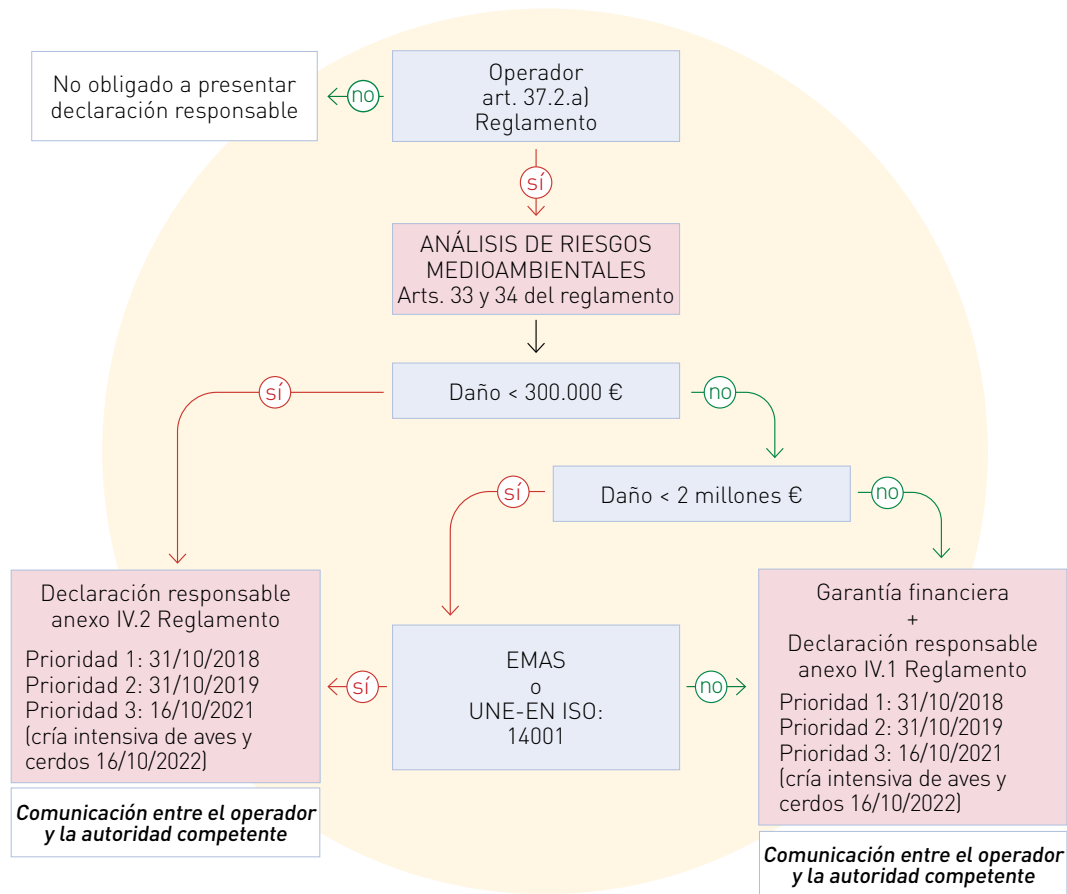 No obligado a presentar
declaración responsable
no
Operador
art. 37.2.a)
Reglamento
sí
ANÁLISIS DE RIESGOS
MEDIOAMBIENTALES
Arts. 33 y 34 del reglamento
sí
Daño < 300.000 €
no
sí
Daño < 2 millones €
no
Declaración responsable
anexo IV.2 Reglamento
Prioridad 1: 31/10/2018
Prioridad 2: 31/10/2019
Prioridad 3: 16/10/2021
(cría intensiva de aves y
cerdos 16/10/2022)
Comunicación entre el operador
y la autoridad competente
sí
EMAS
o
UNE-EN ISO:
14001
no
Garantía financiera
+
Declaración responsable
anexo IV.1 Reglamento
Prioridad 1: 31/10/2018
Prioridad 2: 31/10/2019
Prioridad 3: 16/10/2021
(cría intensiva de aves y
cerdos 16/10/2022)
Comunicación entre el operador
y la autoridad competente